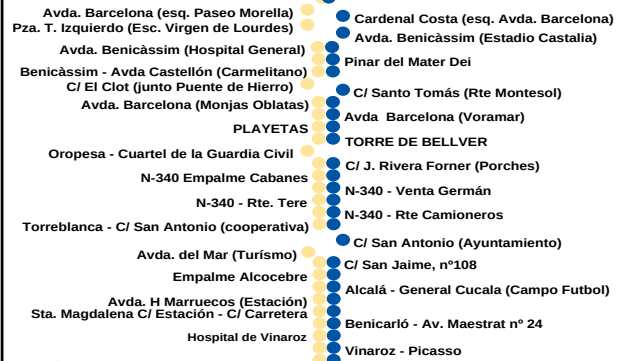 Avda. Barcelona (esq. Paseo Morella)
Cardenal Costa (esq. Avda. Barcelona)
Pza. T. Izquierdo (Esc. Virgen de Lourdes)
Avda. Benicàssim (Estadio Castalia)
Avda. Benicàssim (Hospital General)
Pinar del Mater Dei
Benicàssim - Avda Castellón (Carmelitano)
C/ El Clot (junto Puente de Hierro)
C/ Santo Tomás (Rte Montesol)
Avda. Barcelona (Monjas Oblatas)
Avda Barcelona (Voramar)
PLAYETAS
TORRE DE BELLVER
Oropesa - Cuartel de la Guardia Civil
C/ J. Rivera Forner (Porches)
N-340 Empalme Cabanes
N-340 - Venta Germán
N-340 - Rte. Tere
N-340 - Rte Camioneros
Torreblanca - C/ San Antonio (cooperativa)
C/ San Antonio (Ayuntamiento)
Avda. del Mar (Turísmo)
C/ San Jaime, nº108
Empalme Alcocebre
Alcalá - General Cucala (Campo Futbol)
Avda. H Marruecos (Estación)
Sta. Magdalena C/ Estación - C/ Carretera
Benicarló - Av. Maestrat nº 24
Hospital de Vinaroz
Vinaroz - Picasso